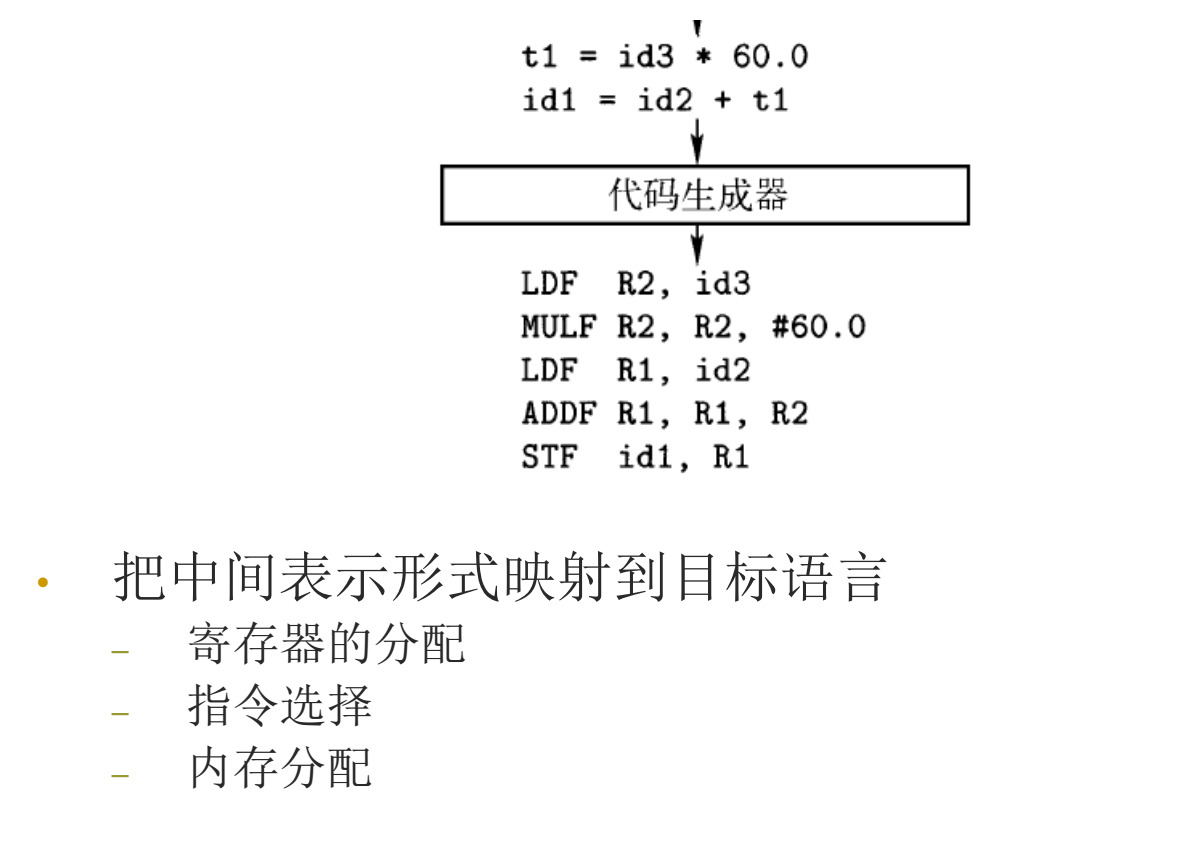 t1 = id3 * 60.0
id1 = id2 + t1
代码生成器
LDF R2, id3
MULF R2, R2, #60.0
LDF R1, id2
ADDF R1, R1, R2
STF id1, R1
• 把中间表示形式映射到目标语言
– 寄存器的分配
– 指令选择
– 内存分配